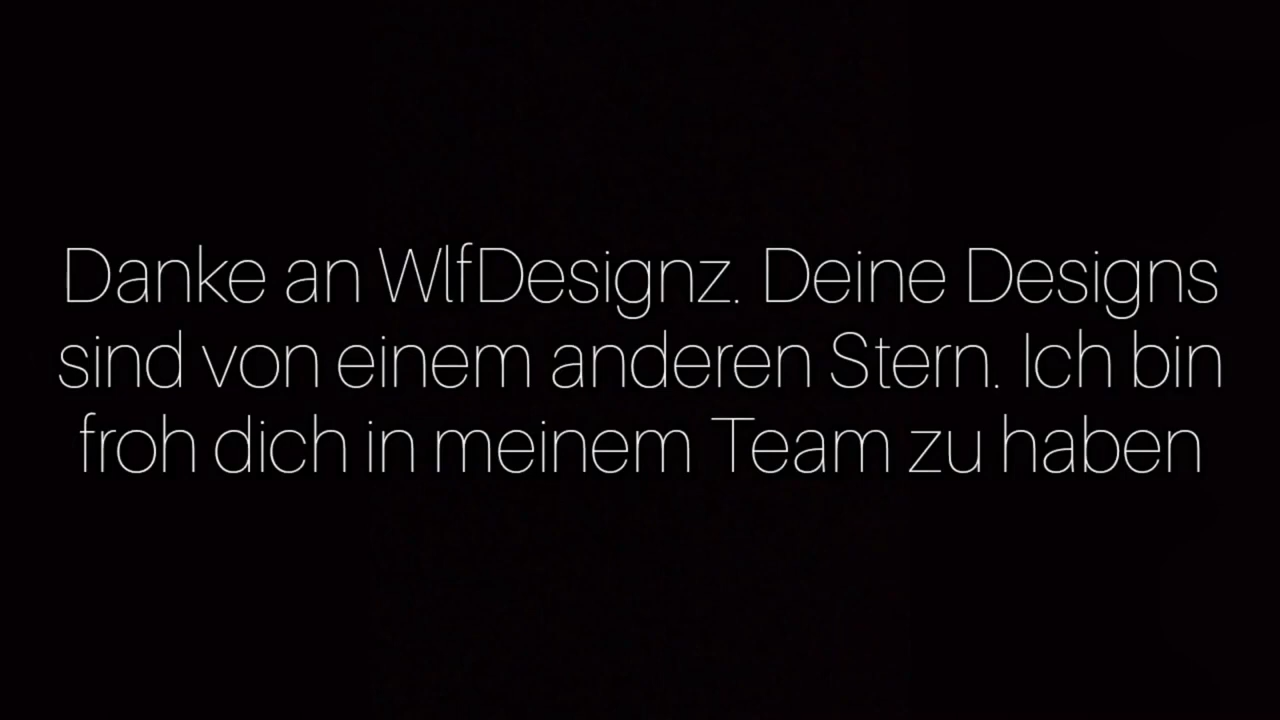 Danke an WlfDesignz. Deine Designs
sind von einem anderen Stern. Ich bin
froh dich in meinem Team zu haben